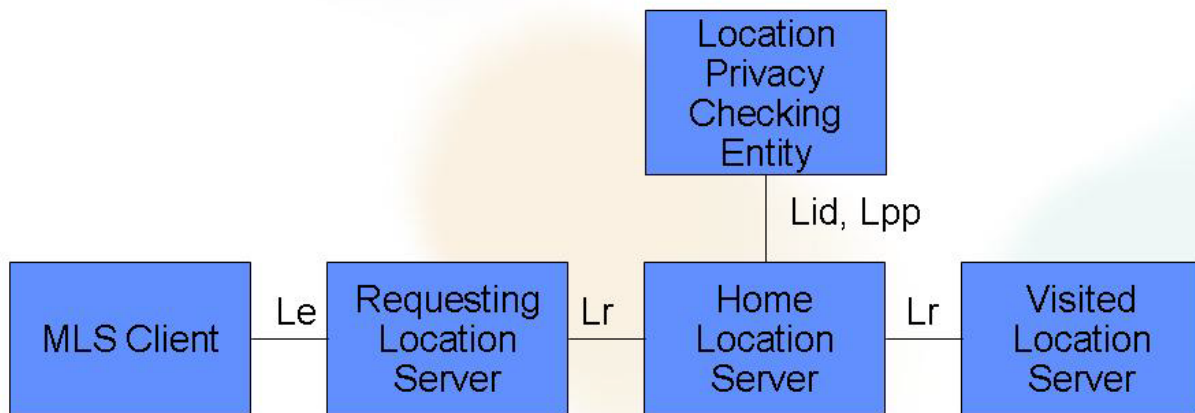 Location
Privacy
Checking
Entity
Lid, Lpp
MLS Client
Le
Requesting
Location
Server
Lr
Home
Location
Server
Lr
Visited
Location
Server